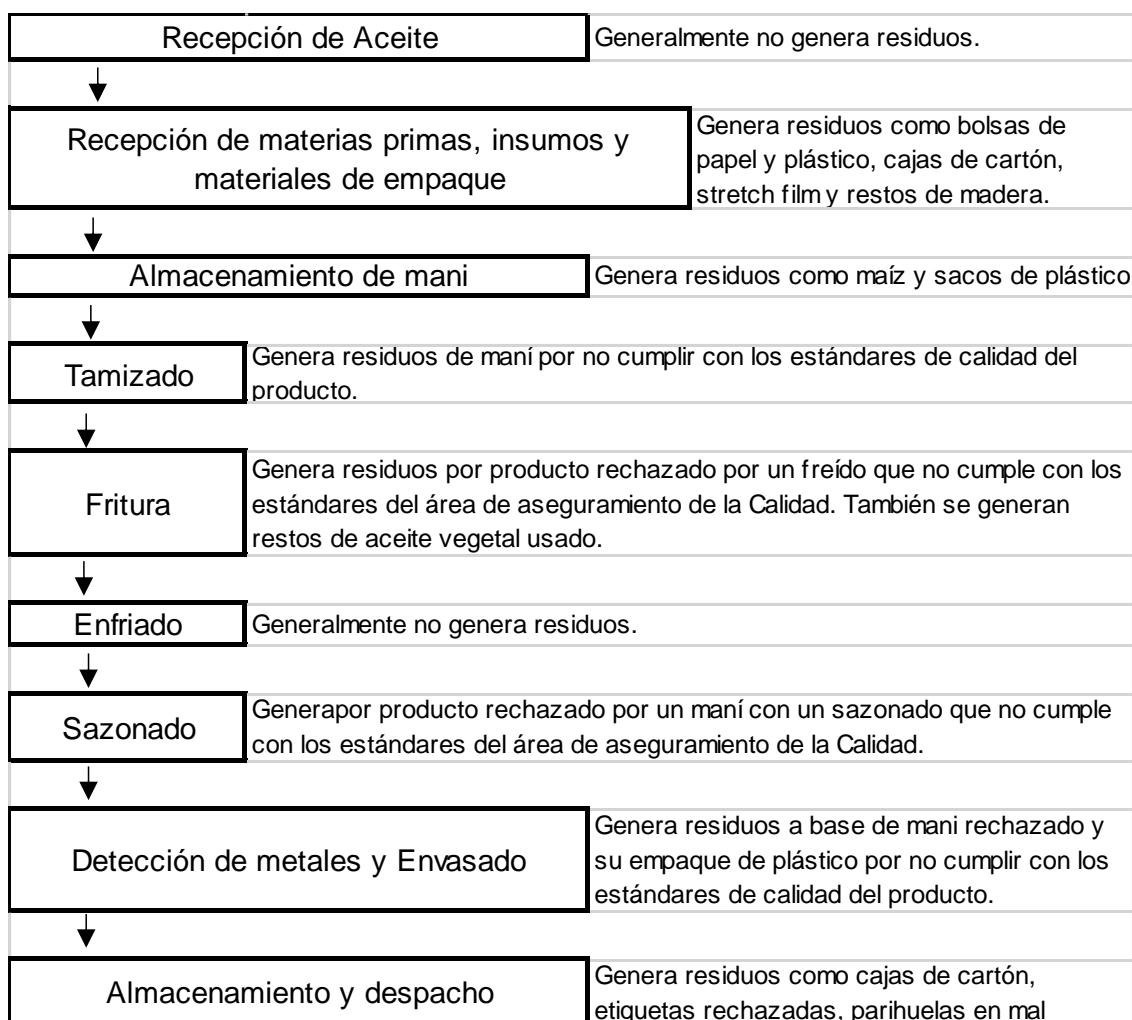 Recepción de Aceite
Generalmente no genera residuos.
Recepción de materias primas, insumos y
materiales de empaque
Genera residuos como bolsas de
papel y plástico, cajas de cartón,
stretch film y restos de madera.
Almacenamiento de mani
Genera residuos como maíz y sacos de plástico
Tamizado
Genera residuos de maní por no cumplir con los estándares de calidad del
producto.
Fritura
Genera residuos por producto rechazado por un freído que no cumple con los
estándares del área de aseguramiento de la Calidad. También se generan
restos de aceite vegetal usado.
Enfriado
Generalmente no genera residuos.
Sazonado
Generapor producto rechazado por un maní con un sazonado que no cumple
con los estándares del área de aseguramiento de la Calidad.
Detección de metales y Envasado
Genera residuos a base de mani rechazado y
su empaque de plástico por no cumplir con los
estándares de calidad del producto.
Almacenamiento y despacho
Genera residuos como cajas de cartón,
etiquetas rechazadas, parihuelas en mal